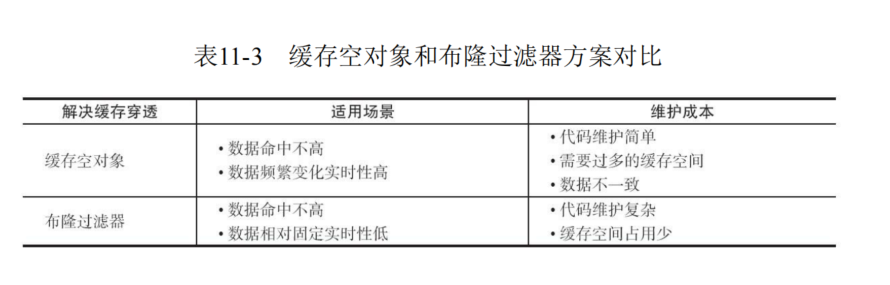 表11-3 缓存空对象和布隆过滤器方案对比
解决缓存穿透 适用场景 维护成本
缓存空对象
• 数据命中不高
• 数据频繁变化实时性高
• 代码维护简单
• 需要过多的缓存空间
• 数据不一致
布隆过滤器
• 数据命中不高
• 数据相对固定实时性低
• 代码维护复杂
• 缓存空间占用少